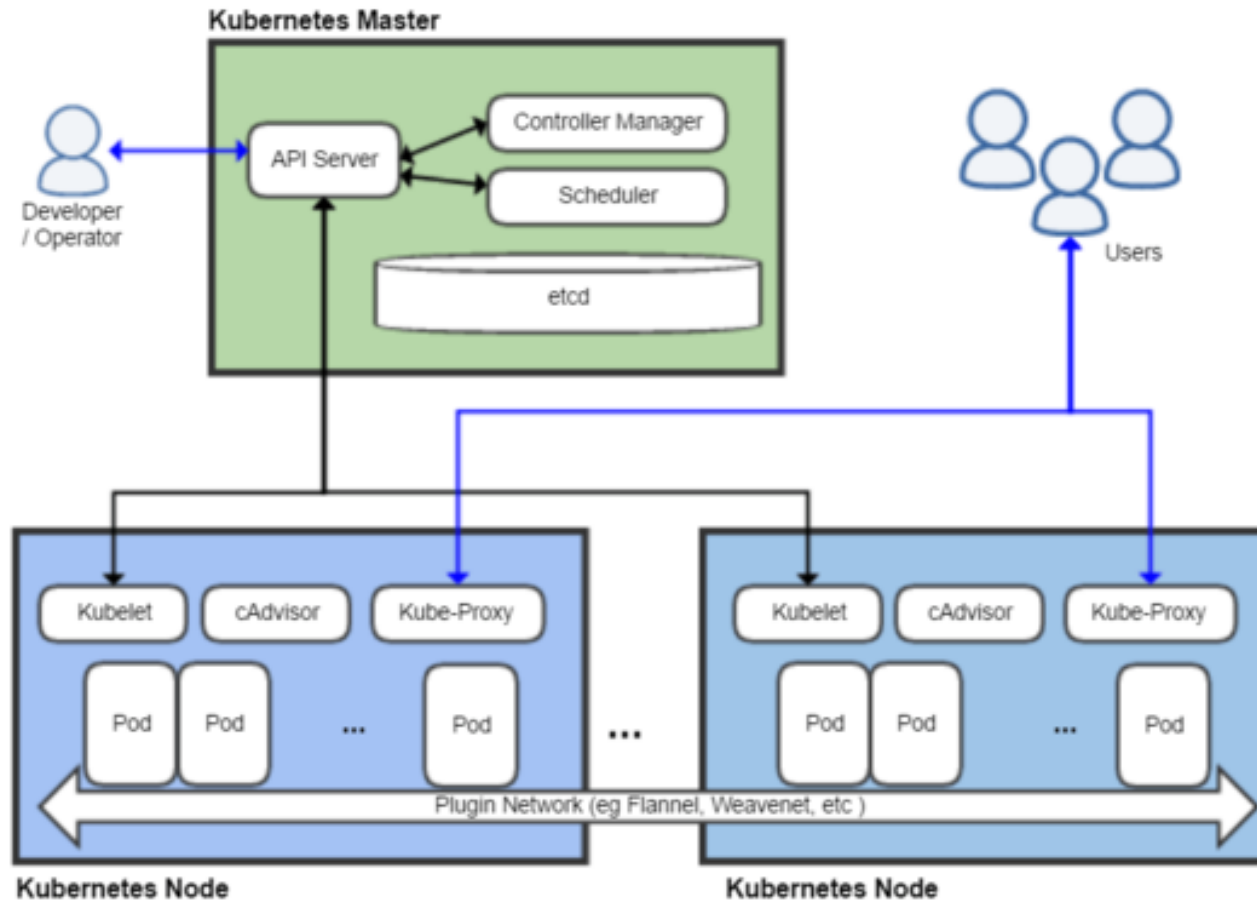 Kubernetes Master
API Server
Controller Manager
Scheduler
etcd
Developer
/ Operator
Users
Kubelet
cAdvisor
Kube-Proxy
Pod
Pod
...
Pod
...
Kubelet
cAdvisor
Kube-Proxy
Pod
Pod
...
Pod
Plugin Network (eg Flannel, Weavenet, etc )
Kubernetes Node
Kubernetes Node